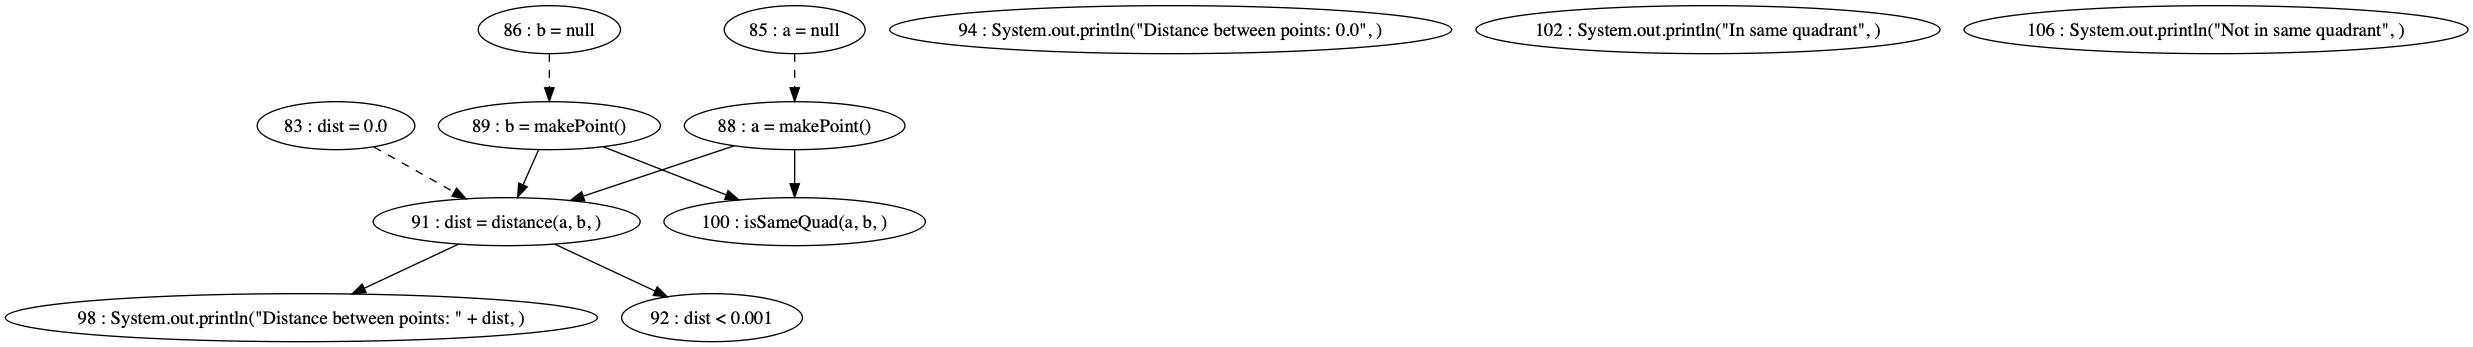 86 : b = null
85 : a = null
94 : System.out.println("Distance between points: 0.0", )
102 : System.out.println("In same quadrant", )
106 : System.out.println("Not in same quadrant", )
83 : dist = 0.0
89 : b = makePoint()
88 : a = makePoint()
91 : dist = distance(a, b, )
100 : isSameQuad(a, b, )
98 : System.out.println("Distance between points: " + dist, )
92 : dist < 0.001